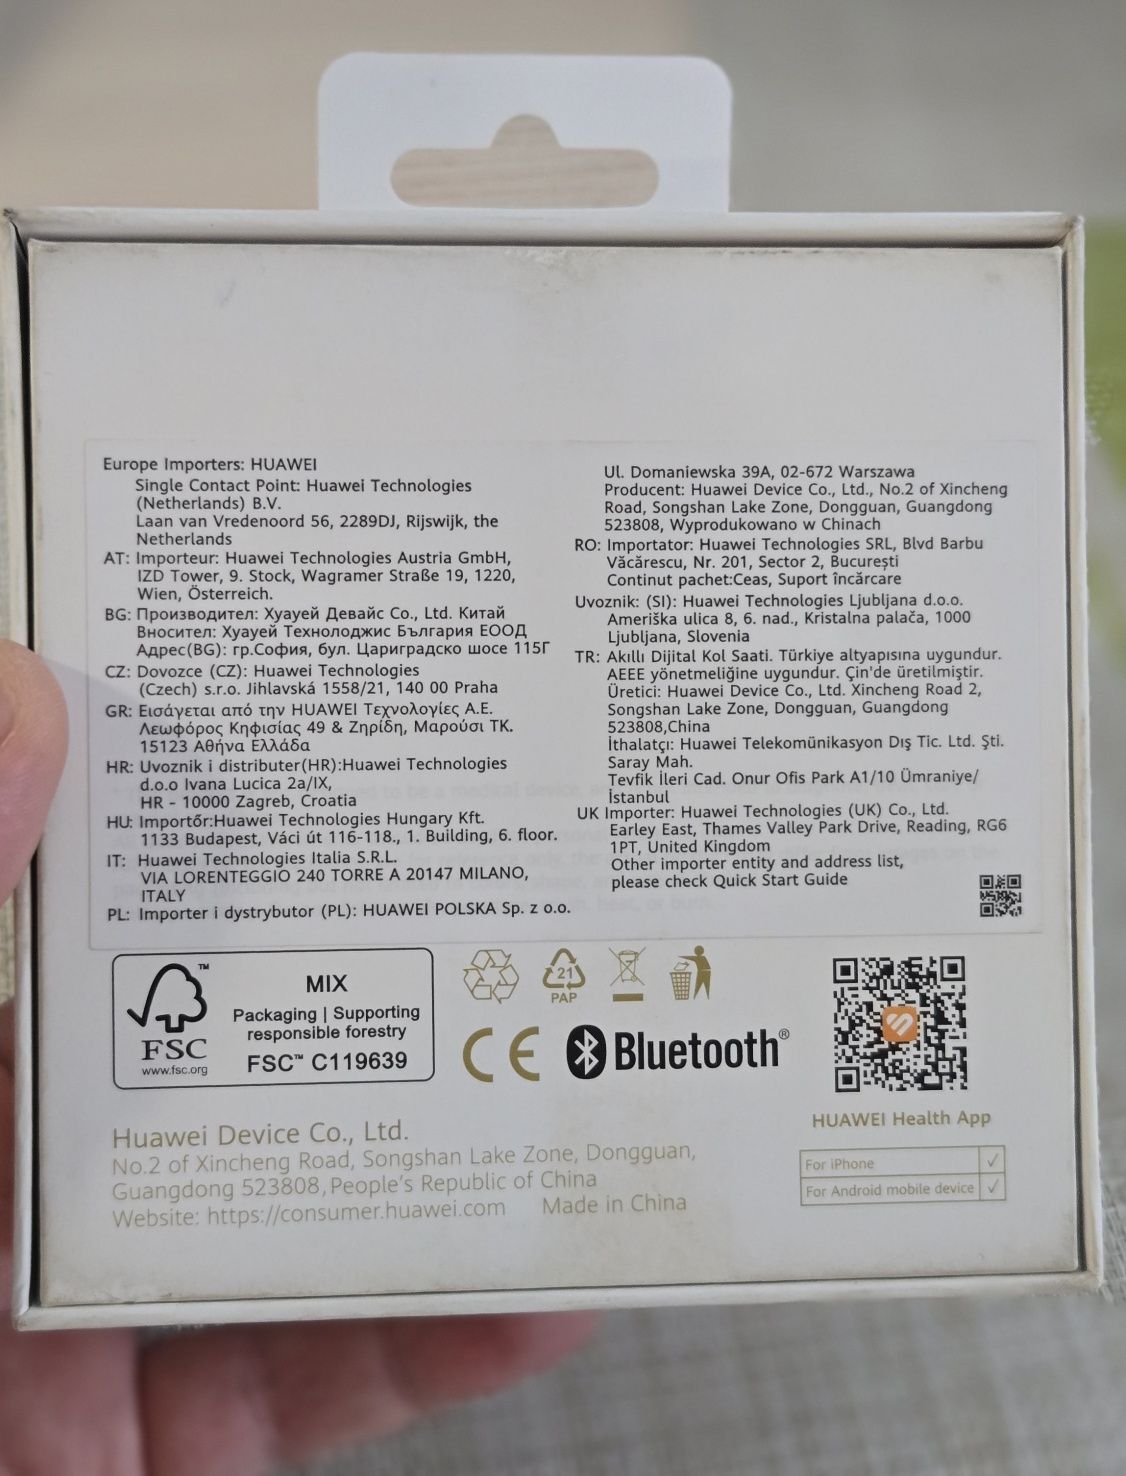 Europe Importers: HUAWEI
Single Contact Point: Huawei Technologies
(Netherlands) B.V.
Laan van Vredenoord 56, 2289DJ, Rijswijk, the
Netherlands
AT: Importeur: Huawei Technologies Austria GmbH,
IZD Tower, 9. Stock, Wagramer Straße 19, 1220,
Wien, Österreich.
BG: Производител: Хуауей Девайс Co., Ltd. Китай
Вносител: Хуауей Технолоджис България ЕООД
Адрес(BG): гр.София, бул. Цариградско шосе 115Г
CZ: Dovozce (CZ): Huawei Technologies
(Czech) s.r.o. Jihlavská 1558/21, 140 00 Praha
GR: Εισάγεται από την HUAWEI Τεχνολογίες Α.Ε.
Λεωφόρος Κηφισίας 49 & Ζηρίδη, Μαρούσι ΤΚ.
15123 Αθήνα Ελλάδα
HR: Uvoznik i distributer(HR):Huawei Technologies
d.o.o Ivana Lucica 2a/IX,
HR - 10000 Zagreb, Croatia
HU: Importőr:Huawei Technologies Hungary Kft.
1133 Budapest, Váci út 116-118., 1. Building, 6. floor.
IT: Huawei Technologies Italia S.R.L.
VIA LORENTEGGIO 240 TORRE A 20147 MILANO,
ITALY
PL: Importer i dystrybutor (PL): HUAWEI POLSKA Sp. z o.o.
Ul. Domaniewska 39A, 02-672 Warszawa
Producent: Huawei Device Co., Ltd., No.2 of Xincheng
Road, Songshan Lake Zone, Dongguan, Guangdong
523808, Wyprodukowano w Chinach
RO: Importator: Huawei Technologies SRL, Blvd Barbu
Văcărescu, Nr. 201, Sector 2, București
Continut pachet:Ceas, Suport încărcare
Uvoznik: (SI): Huawei Technologies Ljubljana d.o.o.
Ameriška ulica 8, 6. nad., Kristalna palača, 1000
Ljubljana, Slovenia
TR: Akıllı Dijital Kol Saati. Türkiye altyapısına uygundur.
AEEE yönetmeliğine uygundur. Çin'de üretilmiştir.
Üretici: Huawei Device Co., Ltd. Xincheng Road 2,
Songshan Lake Zone, Dongguan, Guangdong
523808,China
İthalatçı: Huawei Telekomünikasyon Dış Tic. Ltd. Şti.
Saray Mah.
Tevfik İleri Cad. Onur Ofis Park A1/10 Ümraniye/
İstanbul
UK Importer: Huawei Technologies (UK) Co., Ltd.
Earley East, Thames Valley Park Drive, Reading, RG6
1PT, United Kingdom
Other importer entity and address list,
please check Quick Start Guide
™
FSC
www.fsc.org
MIX
Packaging | Supporting
responsible forestry
FSC™ C119639
21
PAP
CE
Bluetooth®
HUAWEI Health App
For iPhone ✓
For Android mobile device ✓
Huawei Device Co., Ltd.
No.2 of Xincheng Road, Songshan Lake Zone, Dongguan,
Guangdong 523808,People's Republic of China
Website: https://consumer.huawei.com Made in China